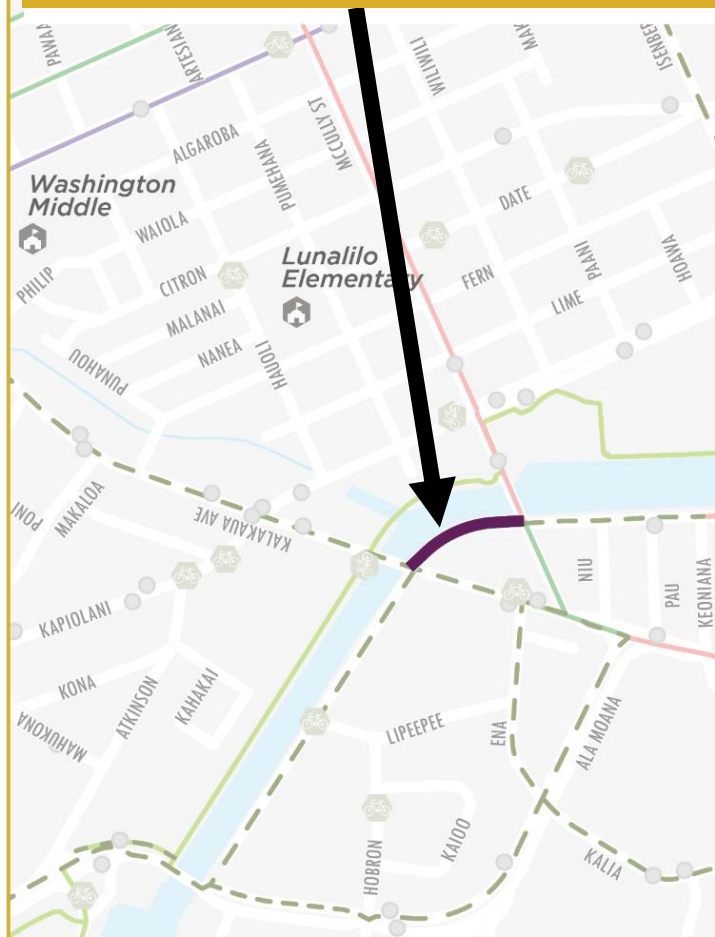 PAWAA
ARTESIAN
WILIWILI
MAK
ISENBER
MCCULLY ST
ALGAROBA
PUMEHANA
Washington
Middle
WAIOLA
DATE
PHILIP
CITRON
Lunalilo
Elementary
FERN
PAANI
HOAWA
MALANAI
LIME
NANEA
HAUOLI
PUNAHOU
PONI
MAKALOA
KALAKAUA AVE
NIU
PAU
KEONIANA
KAPIOLANI
KONA
ATKINSON
KAHAKAI
MAHUKONA
LIPEEPEE
ENA
ALA MOANA
HOBRON
KAIOO
KALIA